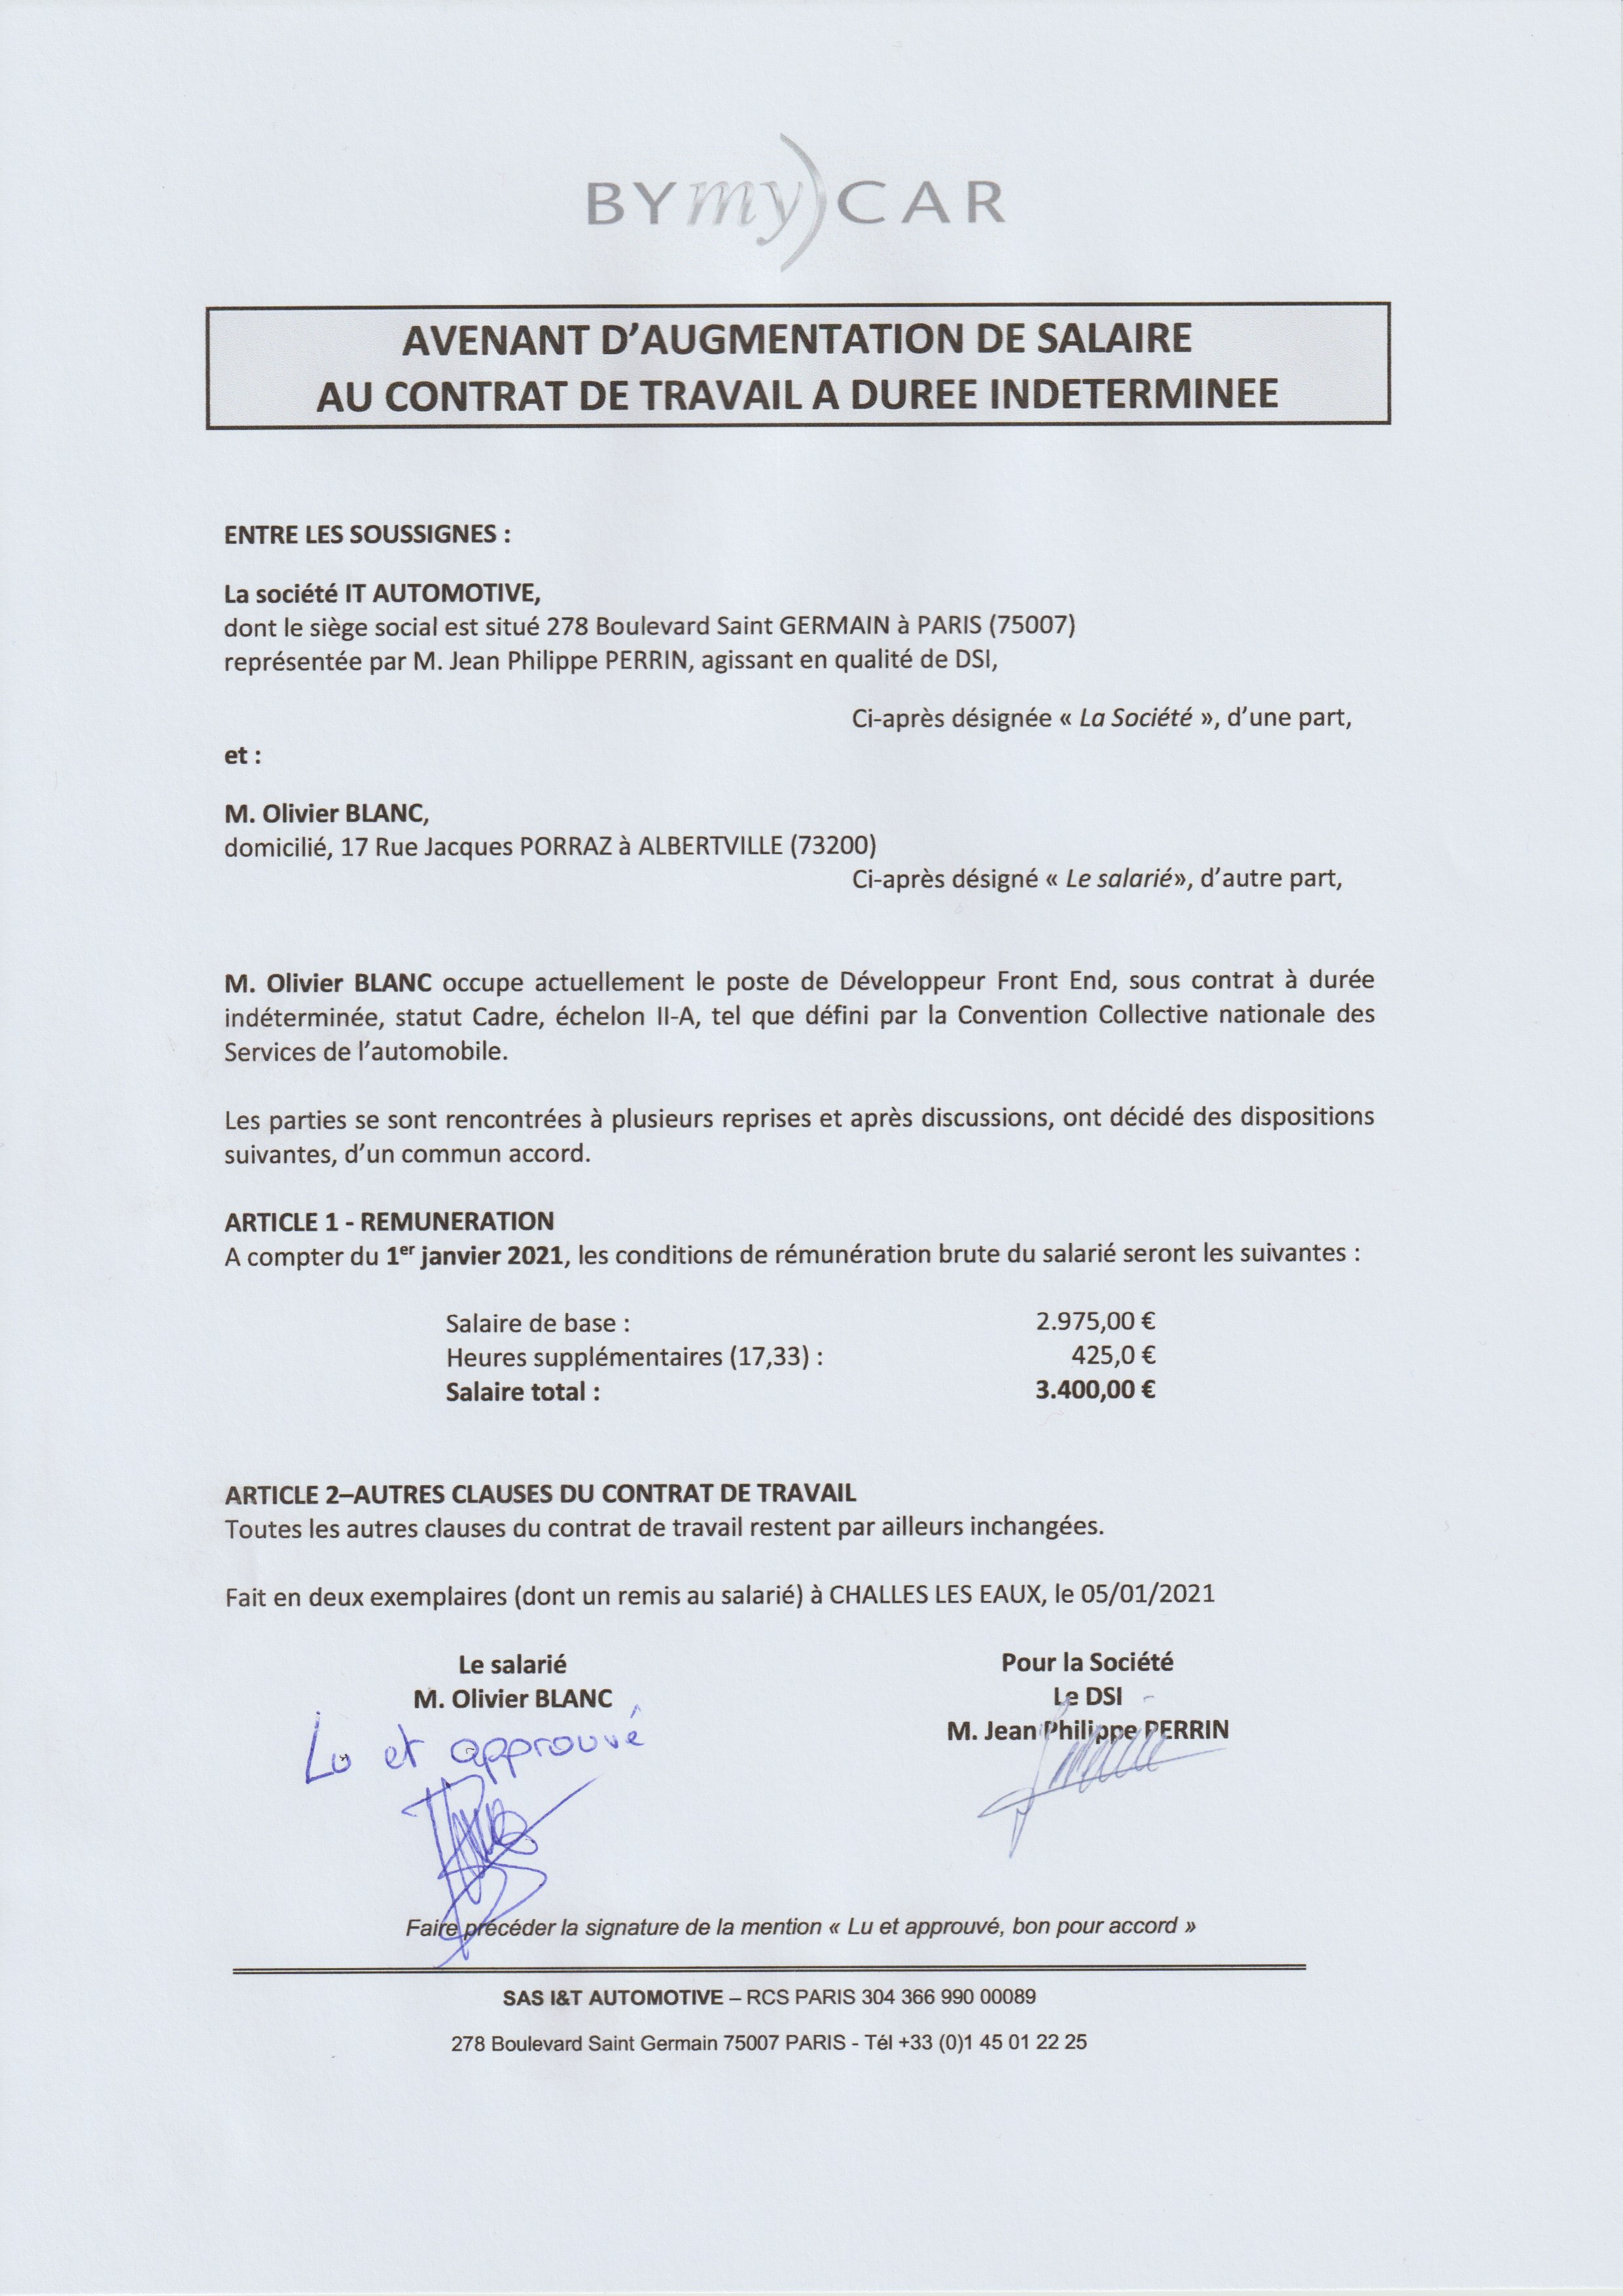 BYmy)CAR
AVENANT D'AUGMENTATION DE SALAIRE
AU CONTRAT DE TRAVAIL A DUREE INDETERMINEE
ENTRE LES SOUSSIGNES :
La société IT AUTOMOTIVE,
dont le siège social est situé 278 Boulevard Saint GERMAIN à PARIS (75007)
représentée par M. Jean Philippe PERRIN, agissant en qualité de DSI,
Ci-après désignée « La Société », d'une part,
et :
M. Olivier BLANC,
domicilié, 17 Rue Jacques PORRAZ à ALBERTVILLE (73200)
Ci-après désigné « Le salarié», d'autre part,
M. Olivier BLANC occupe actuellement le poste de Développeur Front End, sous contrat à durée
indéterminée, statut Cadre, échelon II-A, tel que défini par la Convention Collective nationale des
Services de l'automobile.
Les parties se sont rencontrées à plusieurs reprises et après discussions, ont décidé des dispositions
suivantes, d'un commun accord.
ARTICLE 1 - REMUNERATION
A compter du 1er janvier 2021, les conditions de rémunération brute du salarié seront les suivantes :
Salaire de base : 2.975,00 €
Heures supplémentaires (17,33) : 425,0 €
Salaire total : 3.400,00 €
ARTICLE 2–AUTRES CLAUSES DU CONTRAT DE TRAVAIL
Toutes les autres clauses du contrat de travail restent par ailleurs inchangées.
Fait en deux exemplaires (dont un remis au salarié) à CHALLES LES EAUX, le 05/01/2021
Le salarié Pour la Société
M. Olivier BLANC Le DSI
M. Jean Philippe PERRIN
Lu et approuvé
Faire précéder la signature de la mention « Lu et approuvé, bon pour accord »
SAS I&T AUTOMOTIVE – RCS PARIS 304 366 990 00089
278 Boulevard Saint Germain 75007 PARIS - Tél +33 (0)1 45 01 22 25